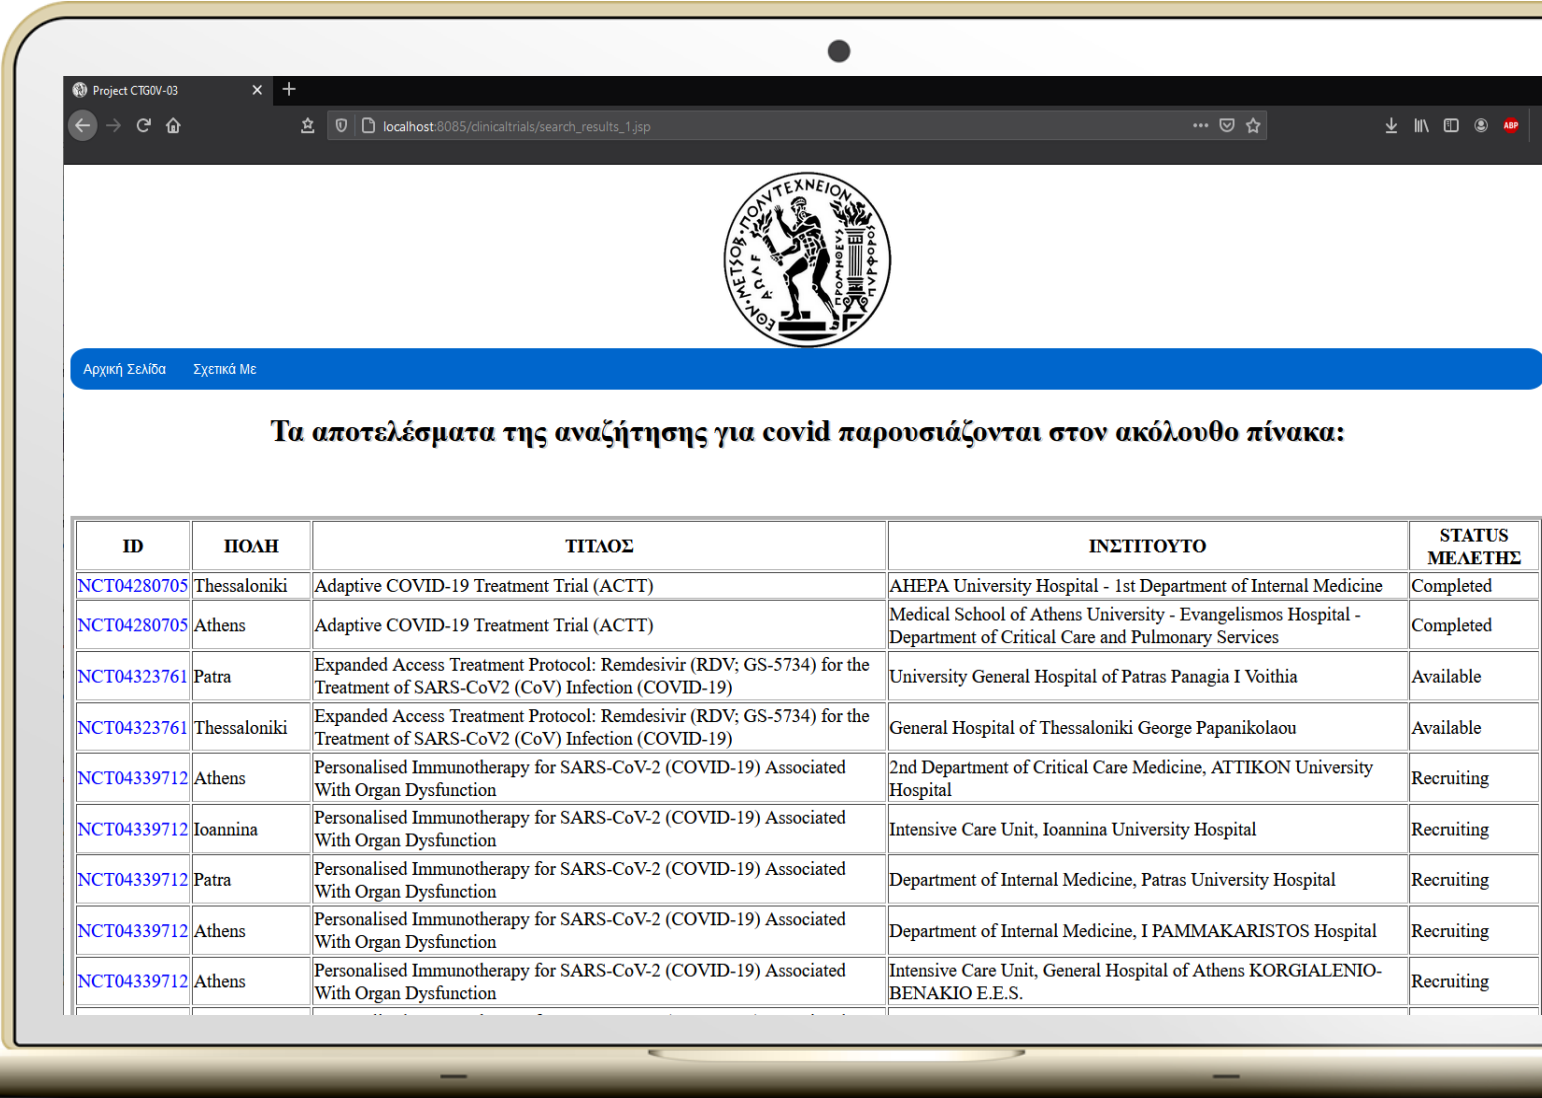 Project CTG0V-03
localhost:8085/clinicaltrials/search_results_1.jsp
ABP
ΕΘΝ·ΜΕΤΣΟΒ·ΠΟΛΥΤΕΧΝΕΙΟΝ
ΠΡΟΜΗΘΕΥΣ
ΠΥΡΦΟΡΟΣ
Αρχική Σελίδα Σχετικά Με
Τα αποτελέσματα της αναζήτησης για covid παρουσιάζονται στον ακόλουθο πίνακα:
ID ΠΟΛΗ ΤΙΤΛΟΣ ΙΝΣΤΙΤΟΥΤΟ STATUS
ΜΕΛΕΤΗΣ
NCT04280705 Thessaloniki Adaptive COVID-19 Treatment Trial (ACTT) AHEPA University Hospital - 1st Department of Internal Medicine Completed
NCT04280705 Athens Adaptive COVID-19 Treatment Trial (ACTT) Medical School of Athens University - Evangelismos Hospital -
Department of Critical Care and Pulmonary Services Completed
NCT04323761 Patra Expanded Access Treatment Protocol: Remdesivir (RDV; GS-5734) for the
Treatment of SARS-CoV2 (CoV) Infection (COVID-19) University General Hospital of Patras Panagia I Voithia Available
NCT04323761 Thessaloniki Expanded Access Treatment Protocol: Remdesivir (RDV; GS-5734) for the
Treatment of SARS-CoV2 (CoV) Infection (COVID-19) General Hospital of Thessaloniki George Papanikolaou Available
NCT04339712 Athens Personalised Immunotherapy for SARS-CoV-2 (COVID-19) Associated
With Organ Dysfunction 2nd Department of Critical Care Medicine, ATTIKON University
Hospital Recruiting
NCT04339712 Ioannina Personalised Immunotherapy for SARS-CoV-2 (COVID-19) Associated
With Organ Dysfunction Intensive Care Unit, Ioannina University Hospital Recruiting
NCT04339712 Patra Personalised Immunotherapy for SARS-CoV-2 (COVID-19) Associated
With Organ Dysfunction Department of Internal Medicine, Patras University Hospital Recruiting
NCT04339712 Athens Personalised Immunotherapy for SARS-CoV-2 (COVID-19) Associated
With Organ Dysfunction Department of Internal Medicine, I PAMMAKARISTOS Hospital Recruiting
NCT04339712 Athens Personalised Immunotherapy for SARS-CoV-2 (COVID-19) Associated
With Organ Dysfunction Intensive Care Unit, General Hospital of Athens KORGIALENIO-
BENAKIO E.E.S. Recruiting